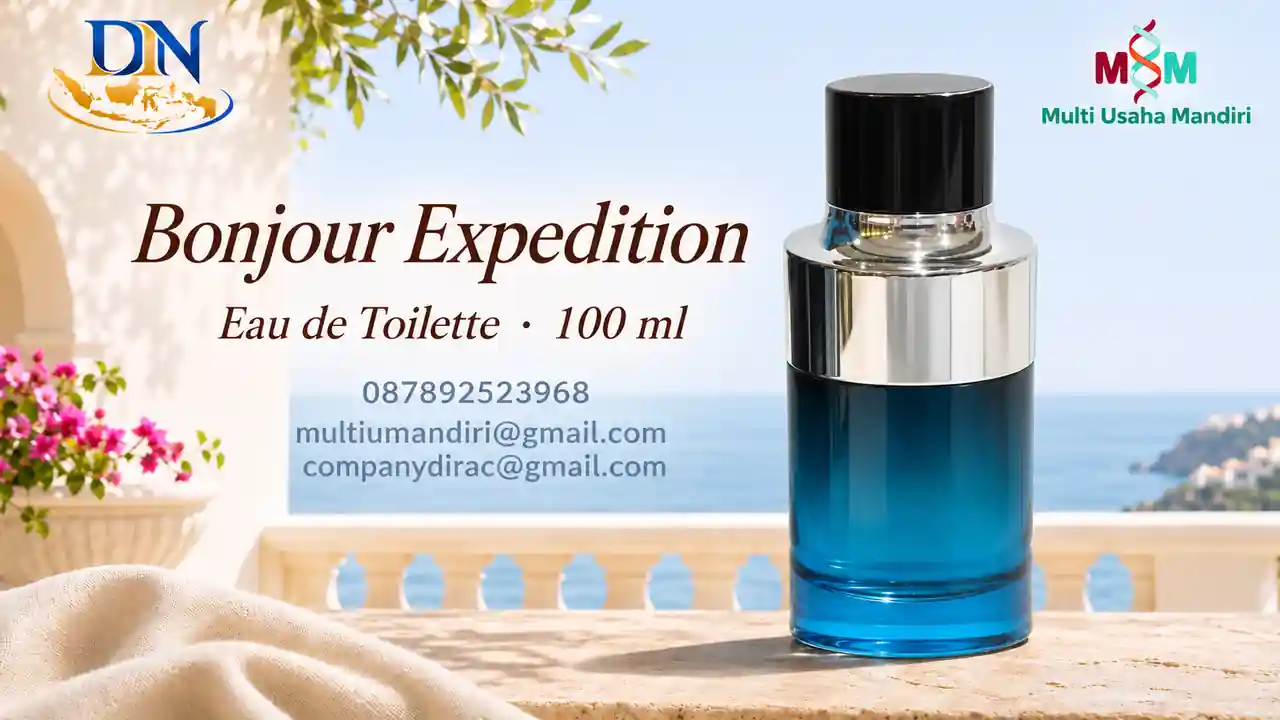 DN
MSM
Multi Usaha Mandiri
Bonjour Expedition
Eau de Toilette · 100 ml
087892523968
multiumandiri@gmail.com
companydirac@gmail.com